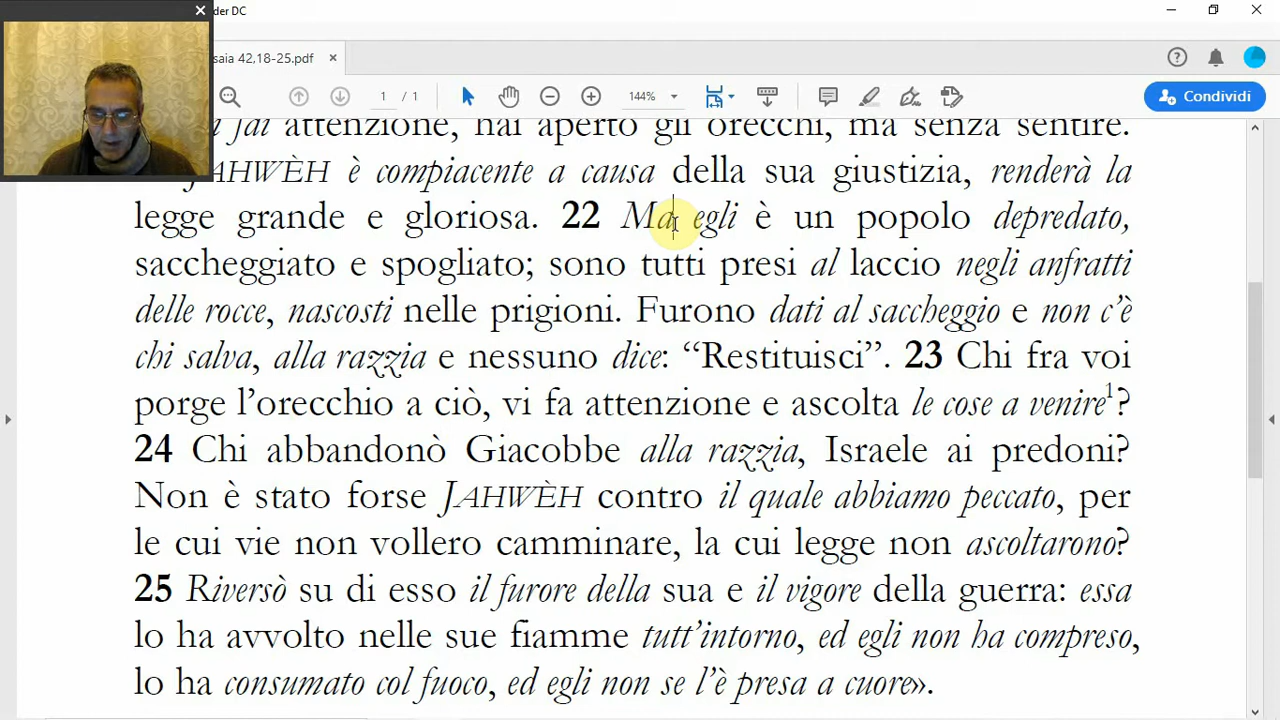 der DC
saia 42,18-25.pdf
1 / 1
144%
Condividi
fai attenzione, hai aperto gli orecchi, ma senza sentire.
JAHWÈH è compiacente a causa della sua giustizia, renderà la
legge grande e gloriosa. 22 Ma egli è un popolo depredato,
saccheggiato e spogliato; sono tutti presi al laccio negli anfratti
delle rocce, nascosti nelle prigioni. Furono dati al saccheggio e non c’è
chi salva, alla razzia e nessuno dice: “Restituisci”. 23 Chi fra voi
porge l’orecchio a ciò, vi fa attenzione e ascolta le cose a venire1?
24 Chi abbandonò Giacobbe alla razzia, Israele ai predoni?
Non è stato forse JAHWÈH contro il quale abbiamo peccato, per
le cui vie non vollero camminare, la cui legge non ascoltarono?
25 Riversò su di esso il furore della sua e il vigore della guerra: essa
lo ha avvolto nelle sue fiamme tutt’intorno, ed egli non ha compreso,
lo ha consumato col fuoco, ed egli non se l’è presa a cuore».